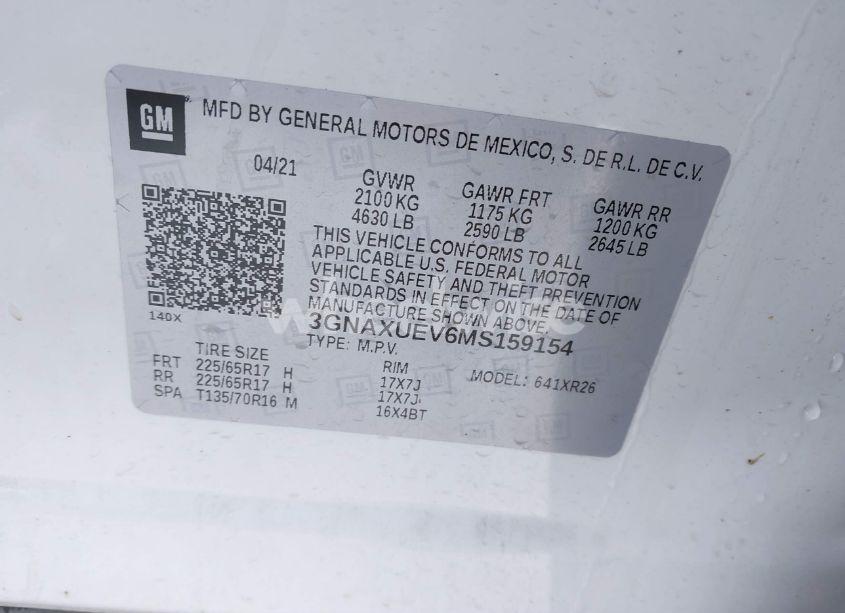 GM
MFD BY GENERAL MOTORS DE MEXICO, S. DE R.L. DE C.V.
04/21
GVWR GAWR FRT GAWR RR
2100 KG 1175 KG 1200 KG
4630 LB 2590 LB 2645 LB
THIS VEHICLE CONFORMS TO ALL
APPLICABLE U.S. FEDERAL MOTOR
VEHICLE SAFETY AND THEFT PREVENTION
STANDARDS IN EFFECT ON THE DATE OF
MANUFACTURE SHOWN ABOVE.
140X
3GNAXUEV6MS159154
TYPE: M.P.V.
TIRE SIZE RIM MODEL: 641XR26
FRT 225/65R17 H 17X7J
RR 225/65R17 H 17X7J
SPA T135/70R16 M 16X4BT